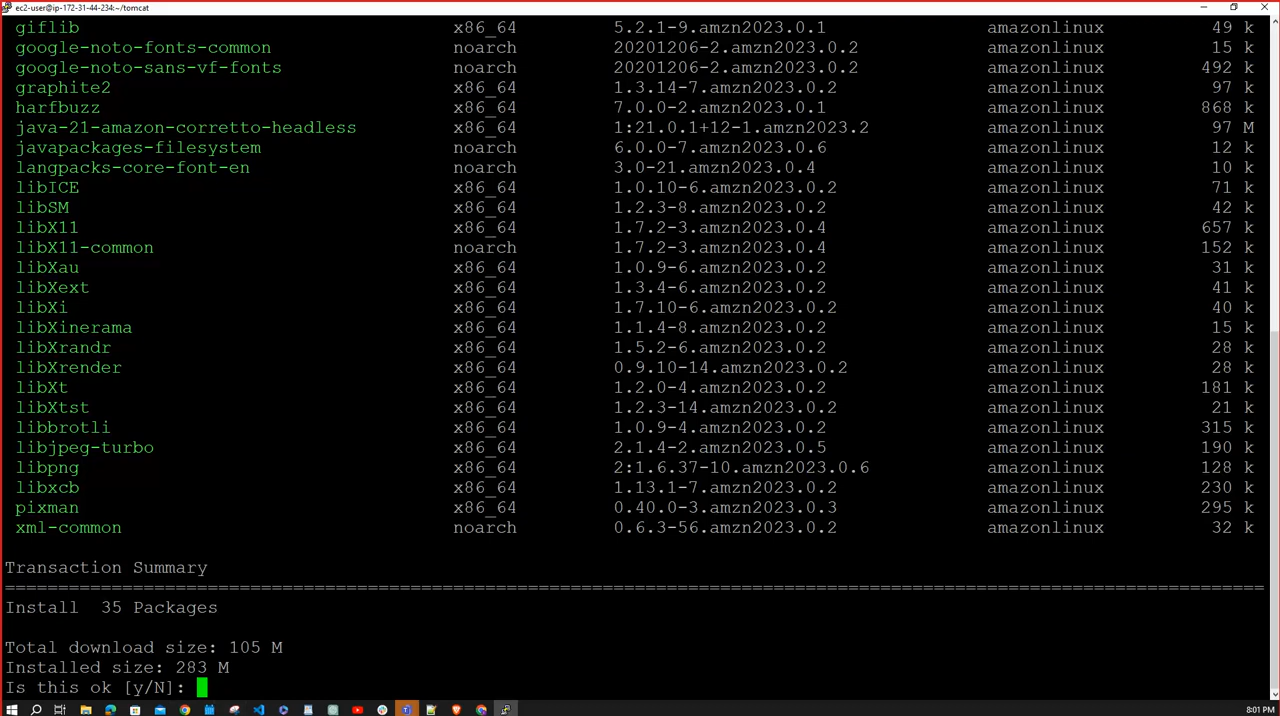 ec2-user@ip-172-31-44-234:~/tomcat
giflib x86_64 5.2.1-9.amzn2023.0.1 amazonlinux 49 k
google-noto-fonts-common noarch 20201206-2.amzn2023.0.2 amazonlinux 15 k
google-noto-sans-vf-fonts noarch 20201206-2.amzn2023.0.2 amazonlinux 492 k
graphite2 x86_64 1.3.14-7.amzn2023.0.2 amazonlinux 97 k
harfbuzz x86_64 7.0.0-2.amzn2023.0.1 amazonlinux 868 k
java-21-amazon-corretto-headless x86_64 1:21.0.1+12-1.amzn2023.2 amazonlinux 97 M
javapackages-filesystem noarch 6.0.0-7.amzn2023.0.6 amazonlinux 12 k
langpacks-core-font-en noarch 3.0-21.amzn2023.0.4 amazonlinux 10 k
libICE x86_64 1.0.10-6.amzn2023.0.2 amazonlinux 71 k
libSM x86_64 1.2.3-8.amzn2023.0.2 amazonlinux 42 k
libX11 x86_64 1.7.2-3.amzn2023.0.4 amazonlinux 657 k
libX11-common noarch 1.7.2-3.amzn2023.0.4 amazonlinux 152 k
libXau x86_64 1.0.9-6.amzn2023.0.2 amazonlinux 31 k
libXext x86_64 1.3.4-6.amzn2023.0.2 amazonlinux 41 k
libXi x86_64 1.7.10-6.amzn2023.0.2 amazonlinux 40 k
libXinerama x86_64 1.1.4-8.amzn2023.0.2 amazonlinux 15 k
libXrandr x86_64 1.5.2-6.amzn2023.0.2 amazonlinux 28 k
libXrender x86_64 0.9.10-14.amzn2023.0.2 amazonlinux 28 k
libXt x86_64 1.2.0-4.amzn2023.0.2 amazonlinux 181 k
libXtst x86_64 1.2.3-14.amzn2023.0.2 amazonlinux 21 k
libbrotli x86_64 1.0.9-4.amzn2023.0.2 amazonlinux 315 k
libjpeg-turbo x86_64 2.1.4-2.amzn2023.0.5 amazonlinux 190 k
libpng x86_64 2:1.6.37-10.amzn2023.0.6 amazonlinux 128 k
libxcb x86_64 1.13.1-7.amzn2023.0.2 amazonlinux 230 k
pixman x86_64 0.40.0-3.amzn2023.0.3 amazonlinux 295 k
xml-common noarch 0.6.3-56.amzn2023.0.2 amazonlinux 32 k
Transaction Summary
================================================================================
Install 35 Packages
Total download size: 105 M
Installed size: 283 M
Is this ok [y/N]:
8:01 PM